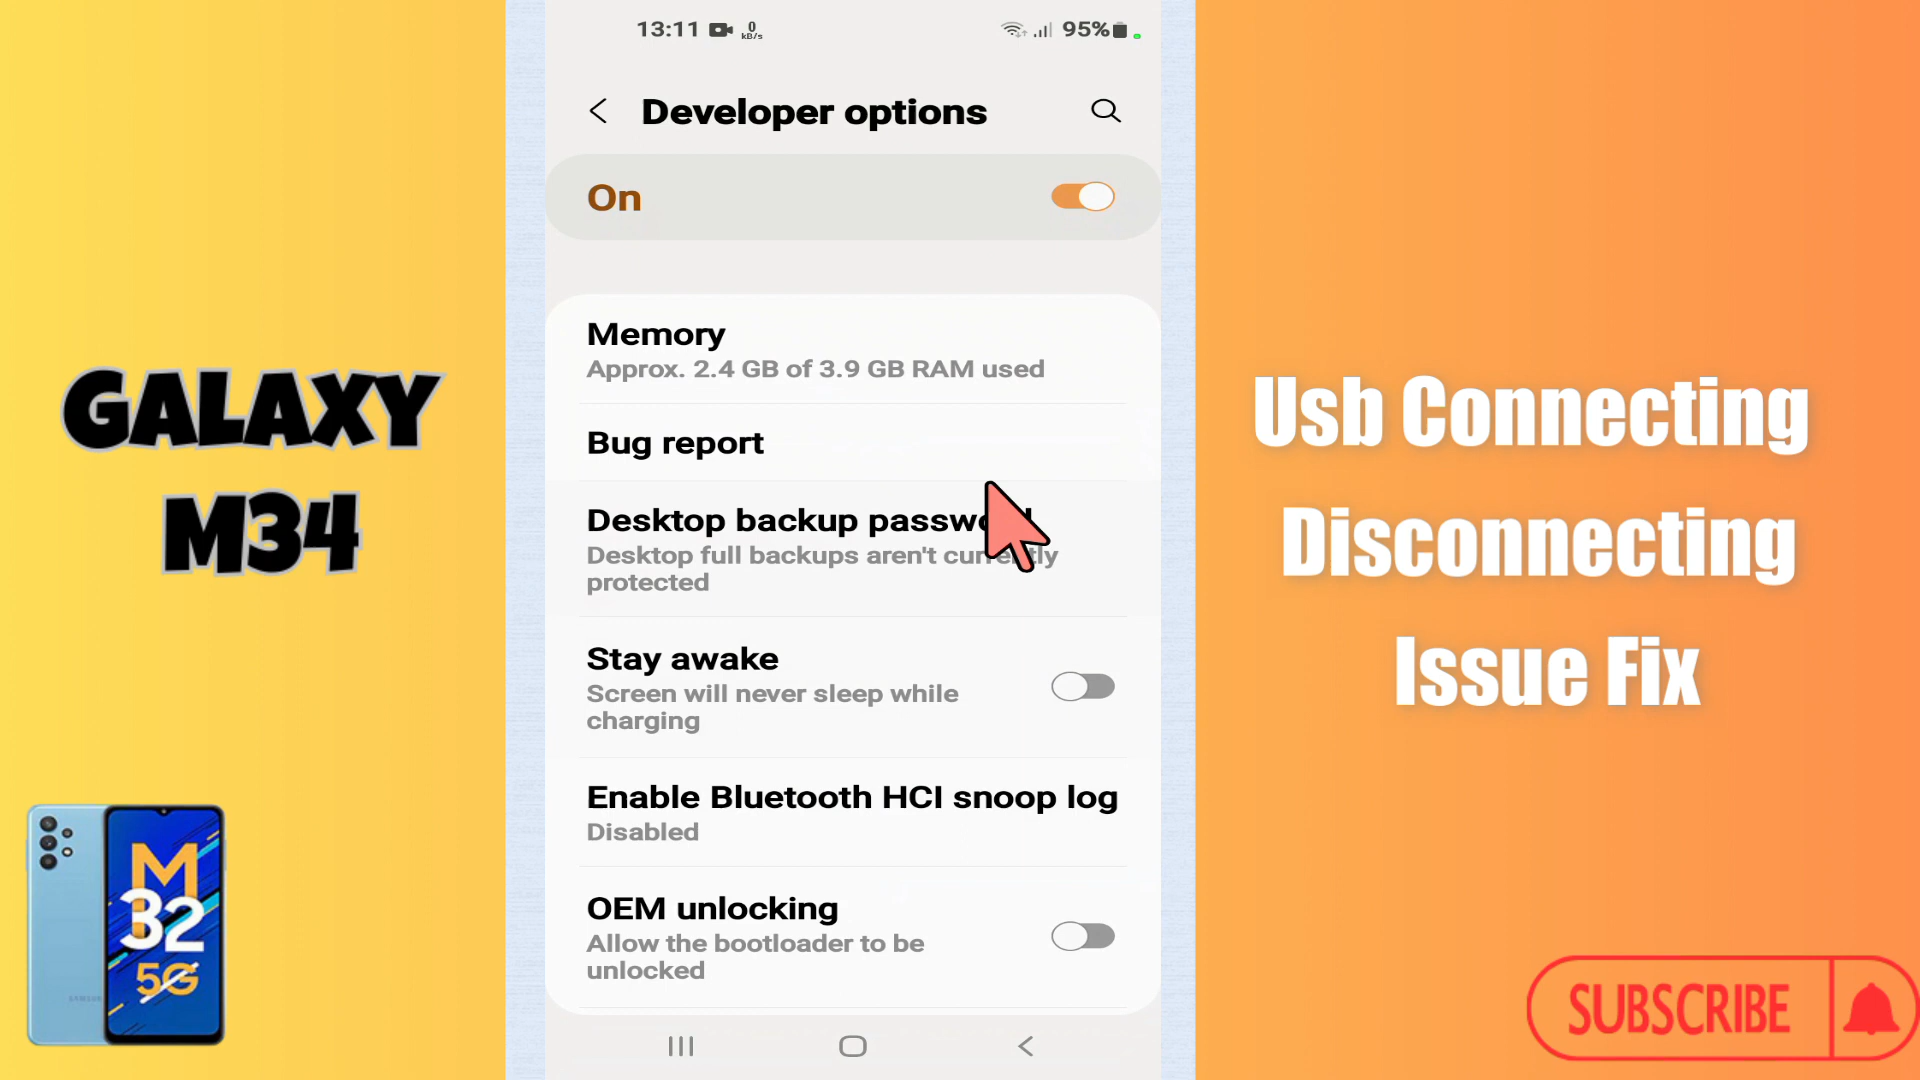 GALAXY
M34
M
32
5G
SAMSUNG
13:11 0 kB/s 95%
Developer options
On
Memory
Approx. 2.4 GB of 3.9 GB RAM used
Bug report
Desktop backup
Desktop full backups aren't
protected
Stay awake
Screen will never sleep while
charging
Enable Bluetooth HCI snoop log
Disabled
OEM unlocking
Allow the bootloader to be
unlocked
Usb Connecting
Disconnecting
Issue Fix
SUBSCRIBE